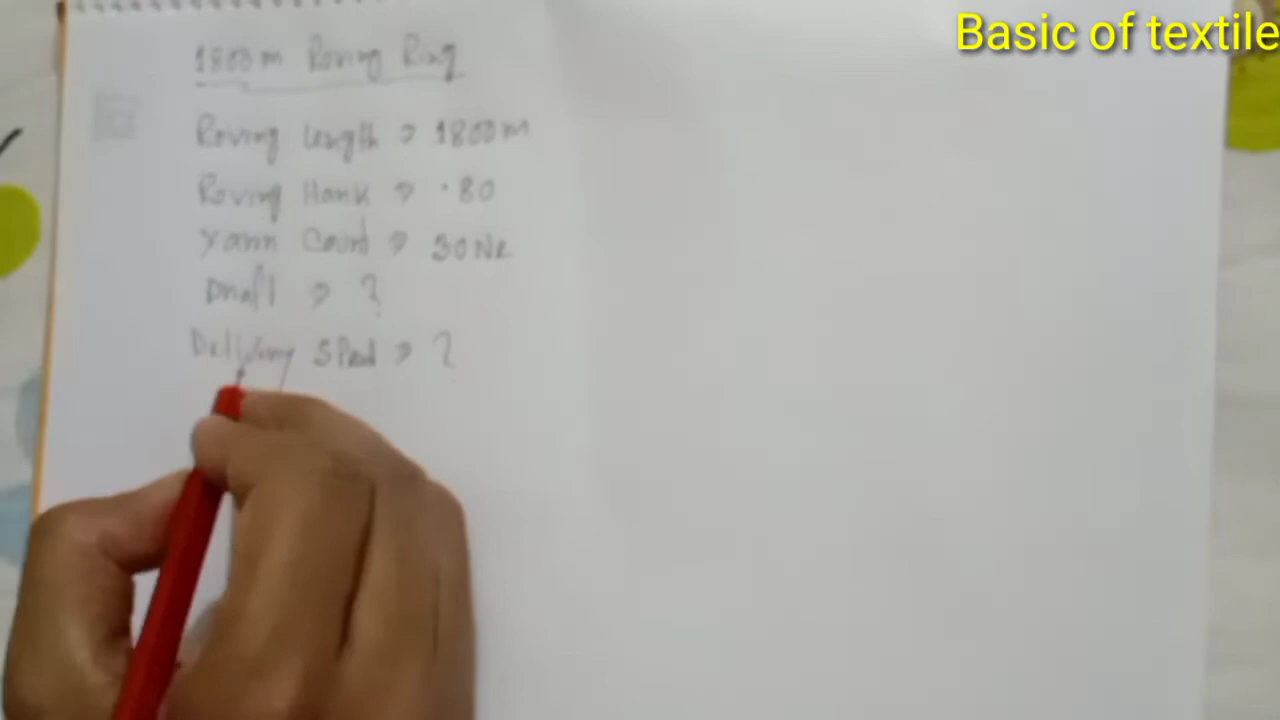 Basic of textile
1800m Roving Ring
Roving length → 1800m
Roving Hank → .80
Yarn Count → 30Ne
Draft → ?
Delivery Speed → ?